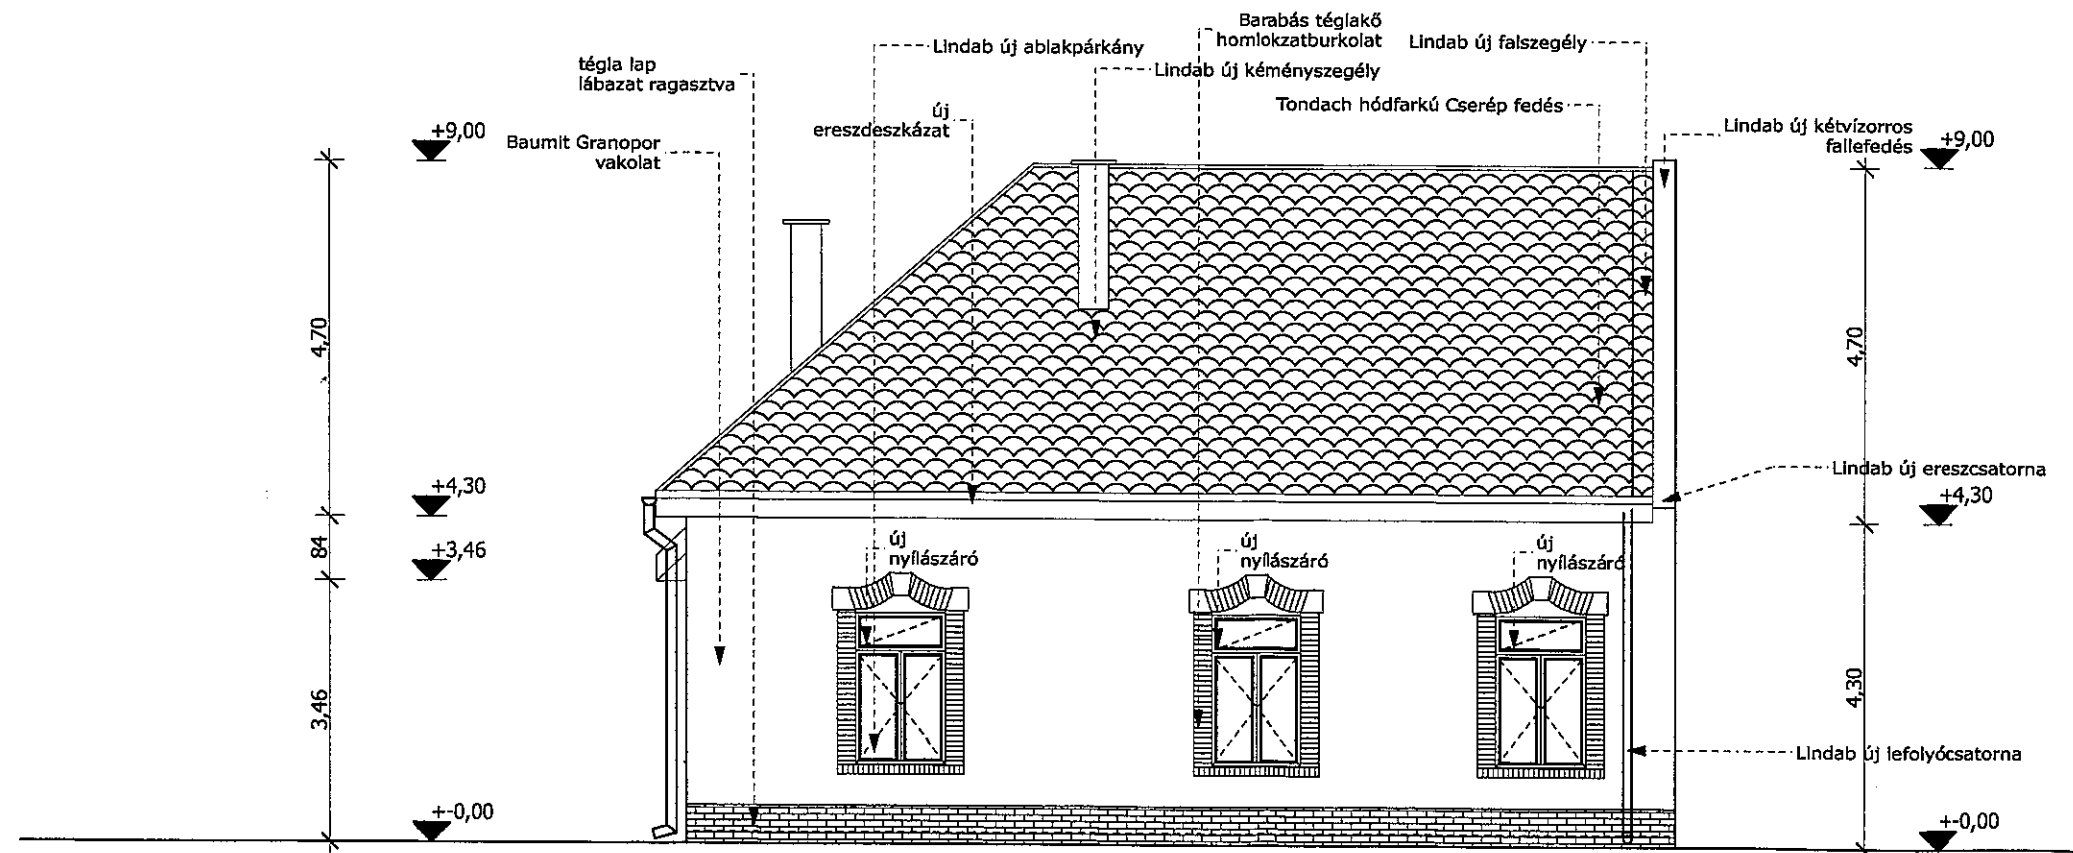 Barabás téglakő
homlokzatburkolat
Lindab új ablakpárkány
Lindab új falszegély
tégla lap
lábazat ragasztva
Lindab új kéményszegély
új
ereszdeszkázat
Tondach hódfarkú Cserép fedés
Lindab új kétvízorros
fallefedés
Baumit Granopor
vakolat
+9,00
+9,00
4,70
4,70
Lindab új ereszcsatorna
+4,30
+4,30
84
+3,46
új
nyílászáró
új
nyílászáró
új
nyílászáró
3,46
4,30
Lindab új lefolyócsatorna
+-0,00
+-0,00